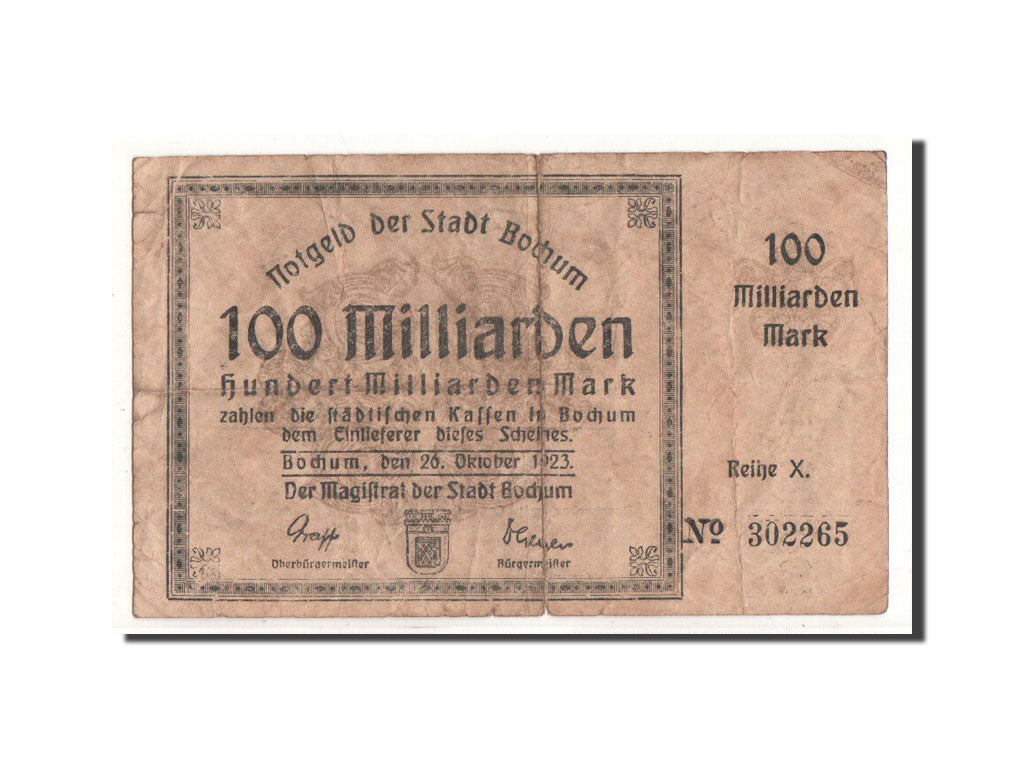 Notgeld der Stadt Bochum
100 Milliarden
Hundert Milliarden Mark
zahlen die ſtädtiſchen Kaſſen in Bochum
dem Einlieferer dieſes Scheines.
Bochum, den 26. Oktober 1923.
Der Magiſtrat der Stadt Bochum
Graff
Oberbürgermeiſter
Bürgermeiſter
100
Milliarden
Mark
Reihe X.
Nº 302265